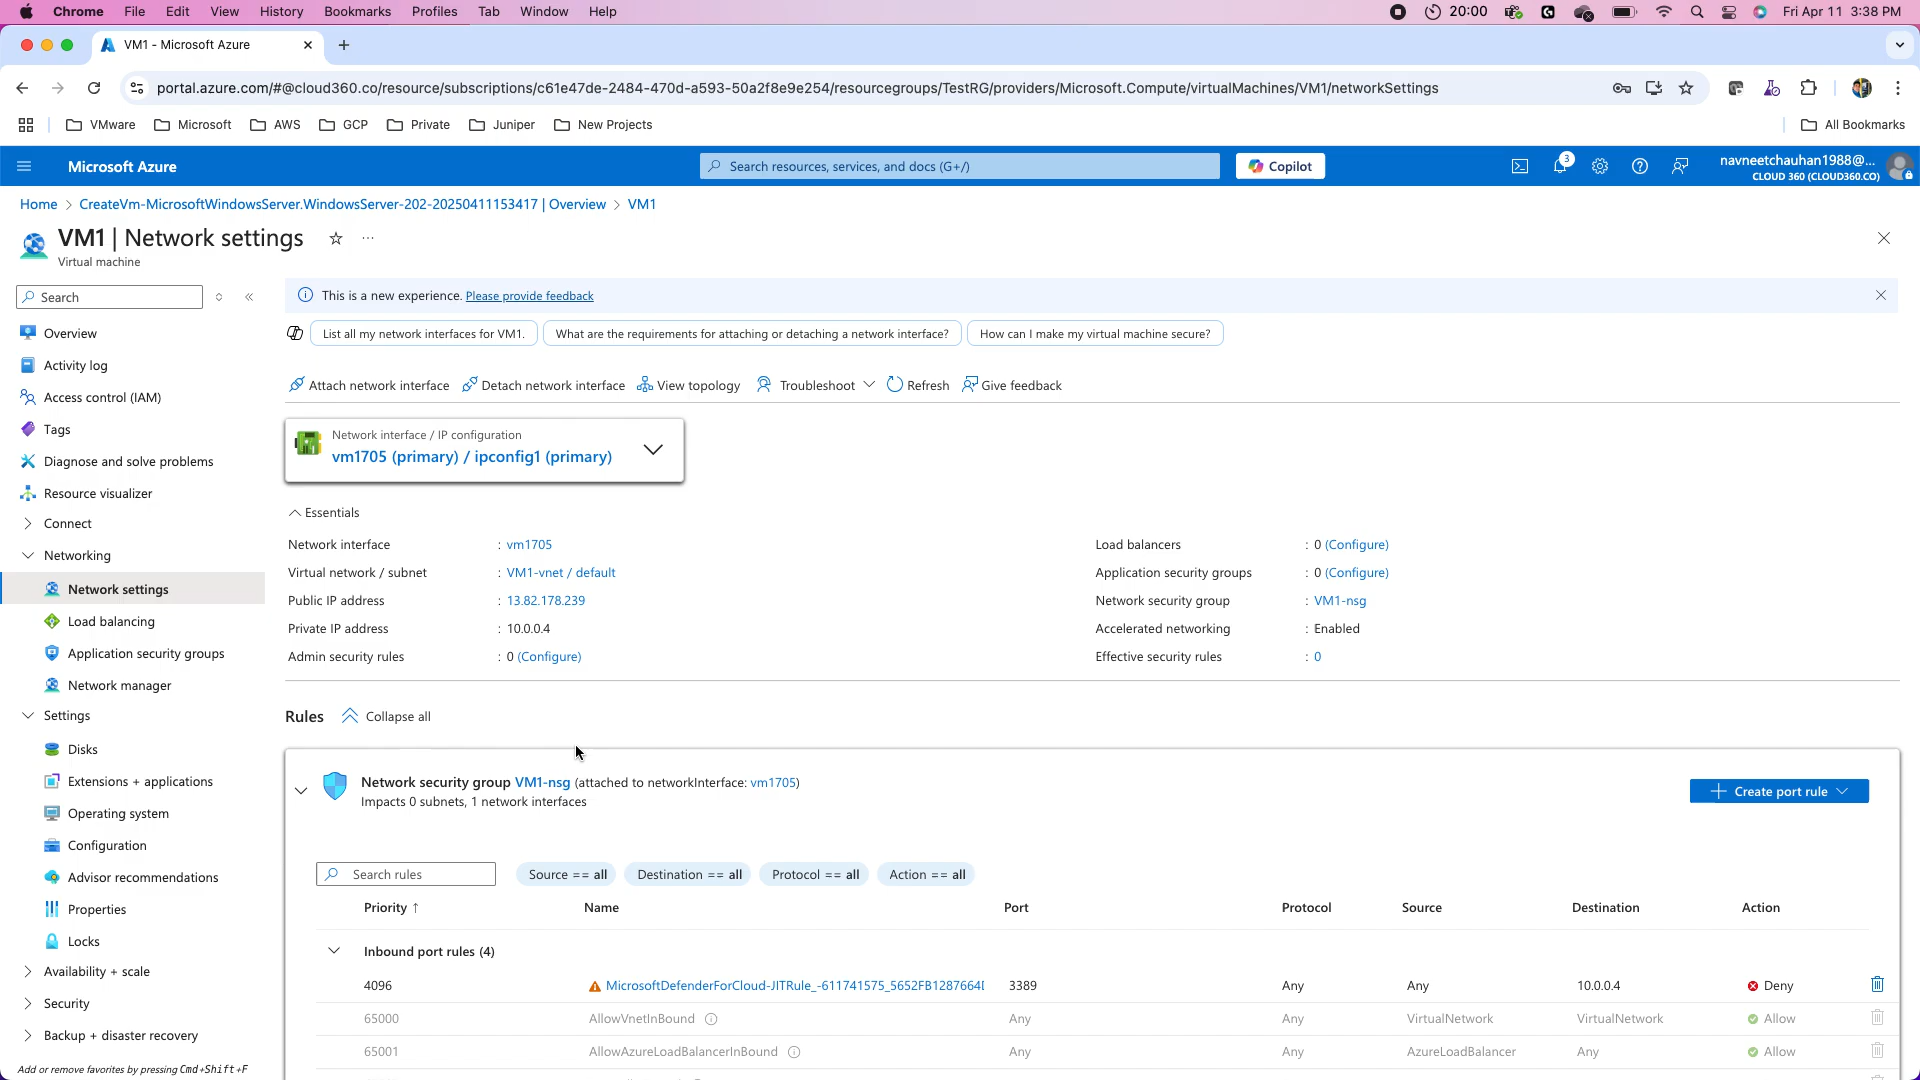 Chrome File Edit View History Bookmarks Profiles Tab Window Help 20:00 Fri Apr 11 3:38 PM
VM1 - Microsoft Azure
portal.azure.com/#@cloud360.co/resource/subscriptions/c61e47de-2484-470d-a593-50a2f8e9e254/resourcegroups/TestRG/providers/Microsoft.Compute/virtualMachines/VM1/networkSettings
VMware Microsoft AWS GCP Private Juniper New Projects All Bookmarks
Microsoft Azure Search resources, services, and docs (G+/) Copilot 3 navneetchauhan1988@...
CLOUD 360 (CLOUD360.CO)
Home > CreateVm-MicrosoftWindowsServer.WindowsServer-202-20250411153417 | Overview > VM1
VM1 | Network settings
Virtual machine
Search
This is a new experience. Please provide feedback
List all my network interfaces for VM1. What are the requirements for attaching or detaching a network interface? How can I make my virtual machine secure?
Attach network interface Detach network interface View topology Troubleshoot Refresh Give feedback
Overview
Activity log
Access control (IAM)
Tags
Diagnose and solve problems
Resource visualizer
Connect
Networking
Network settings
Load balancing
Application security groups
Network manager
Settings
Disks
Extensions + applications
Operating system
Configuration
Advisor recommendations
Properties
Locks
Availability + scale
Security
Backup + disaster recovery
Add or remove favorites by pressing Cmd+Shift+F
Network interface / IP configuration
vm1705 (primary) / ipconfig1 (primary)
Essentials
Network interface : vm1705
Virtual network / subnet : VM1-vnet / default
Public IP address : 13.82.178.239
Private IP address : 10.0.0.4
Admin security rules : 0 (Configure)
Load balancers : 0 (Configure)
Application security groups : 0 (Configure)
Network security group : VM1-nsg
Accelerated networking : Enabled
Effective security rules : 0
Rules Collapse all
Network security group VM1-nsg (attached to networkInterface: vm1705)
Impacts 0 subnets, 1 network interfaces
Create port rule
Search rules Source == all Destination == all Protocol == all Action == all
Priority ↑ Name Port Protocol Source Destination Action
Inbound port rules (4)
4096 MicrosoftDefenderForCloud-JITRule_-611741575_5652FB1287664 3389 Any Any 10.0.0.4 Deny
65000 AllowVnetInBound Any Any VirtualNetwork VirtualNetwork Allow
65001 AllowAzureLoadBalancerInBound Any Any AzureLoadBalancer Any Allow